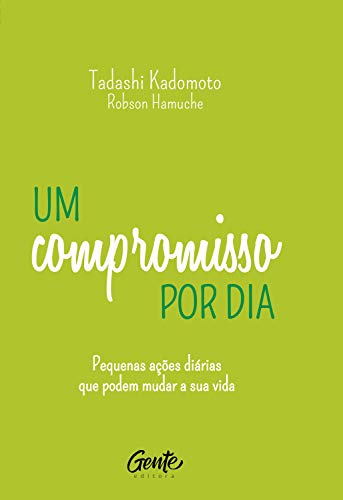 Tadashi Kadomoto
Robson Hamuche
UM
compromisso
POR DIA
Pequenas ações diárias
que podem mudar a sua vida
Gente
editora